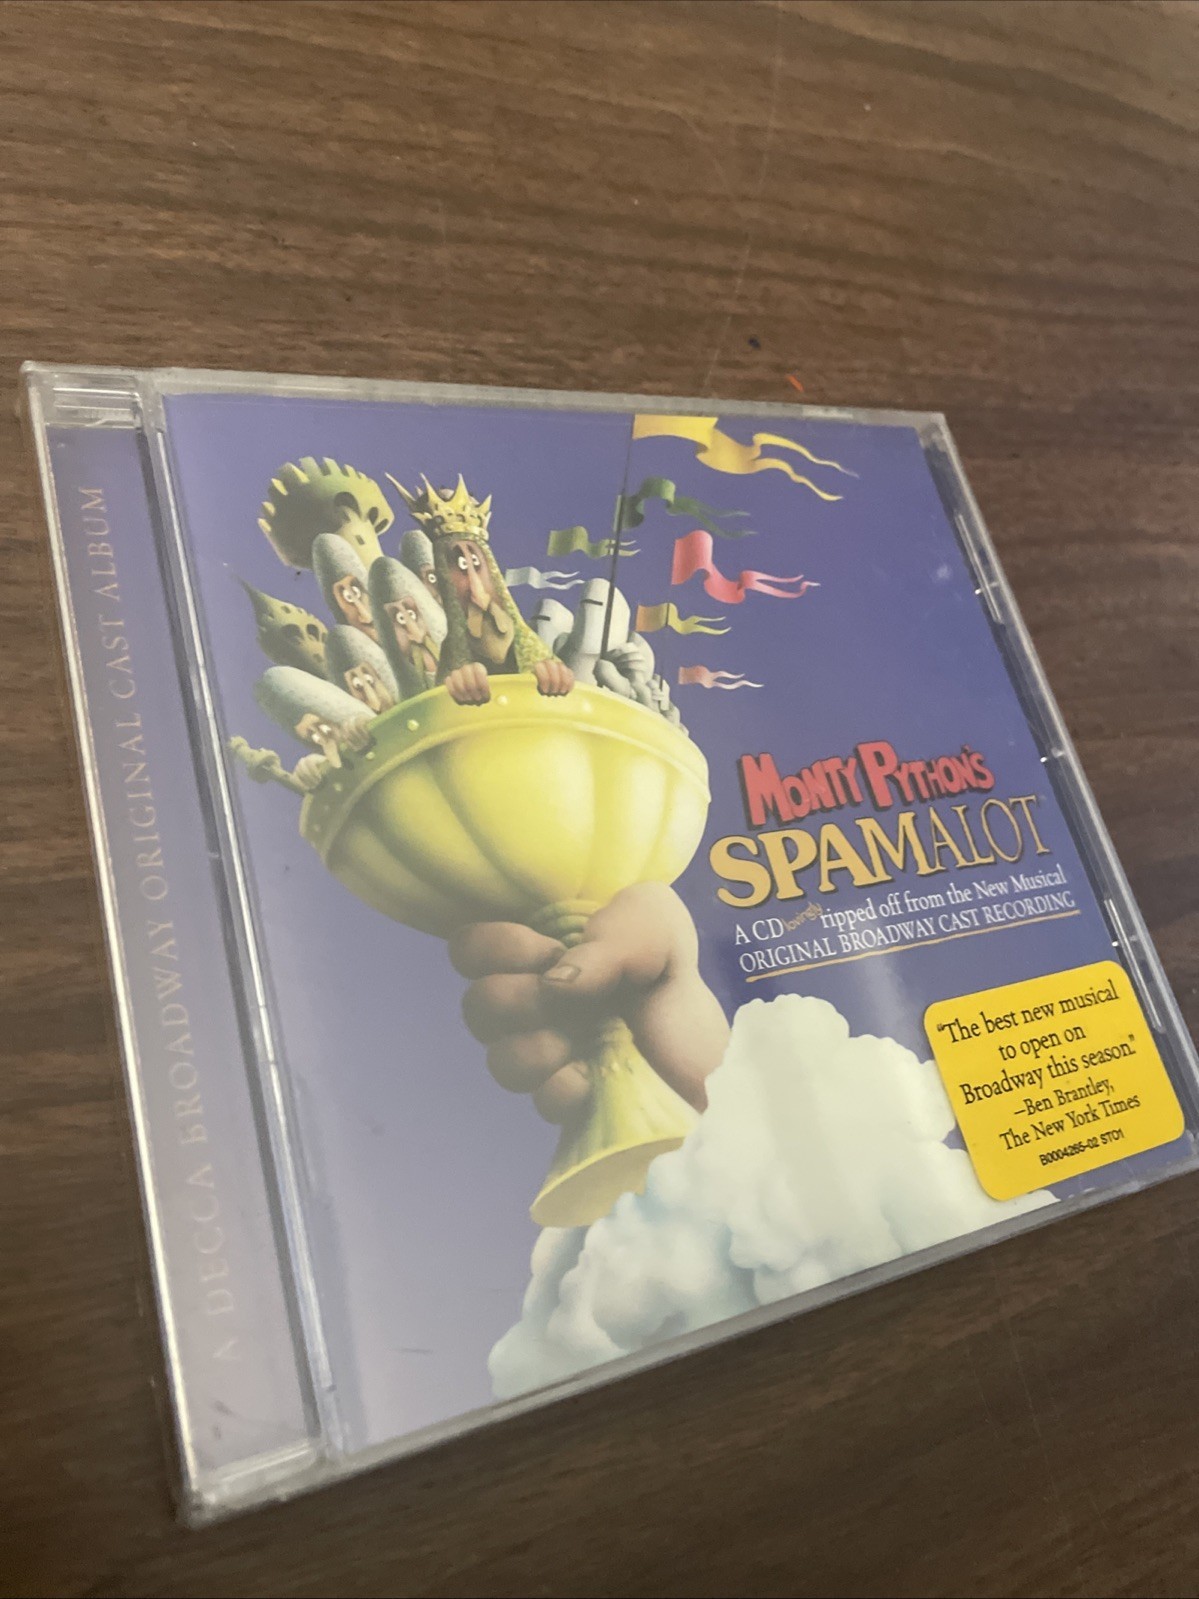 A DECCA BROADWAY ORIGINAL CAST ALBUM
MONTY PYTHON'S
SPAMALOT
A CD lovingly ripped off from the New Musical
ORIGINAL BROADWAY CAST RECORDING
"The best new musical
to open on
Broadway this season."
–Ben Brantley,
The New York Times
B0004265-02 ST01